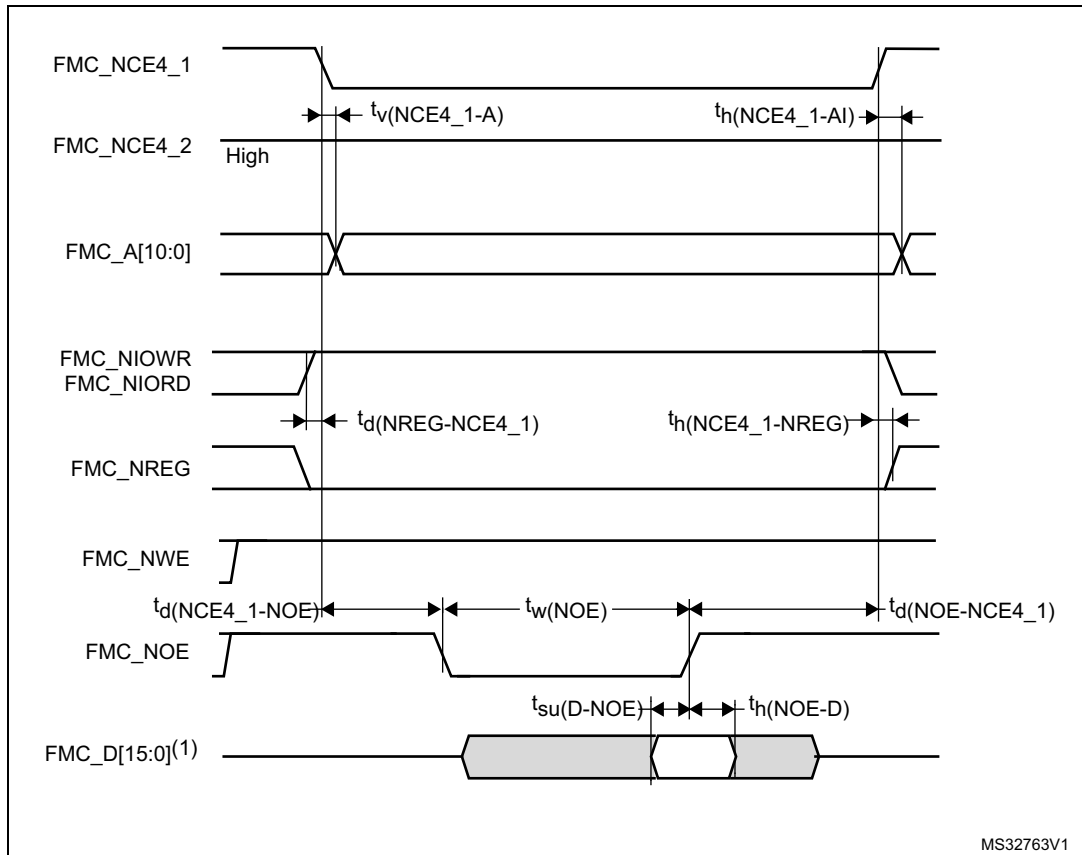 FMC_NCE4_1
tv(NCE4_1-A)
th(NCE4_1-AI)
FMC_NCE4_2
High
FMC_A[10:0]
FMC_NIOWR
FMC_NIORD
td(NREG-NCE4_1)
th(NCE4_1-NREG)
FMC_NREG
FMC_NWE
td(NCE4_1-NOE)
tw(NOE)
td(NOE-NCE4_1)
FMC_NOE
tsu(D-NOE)
th(NOE-D)
FMC_D[15:0](1)
MS32763V1